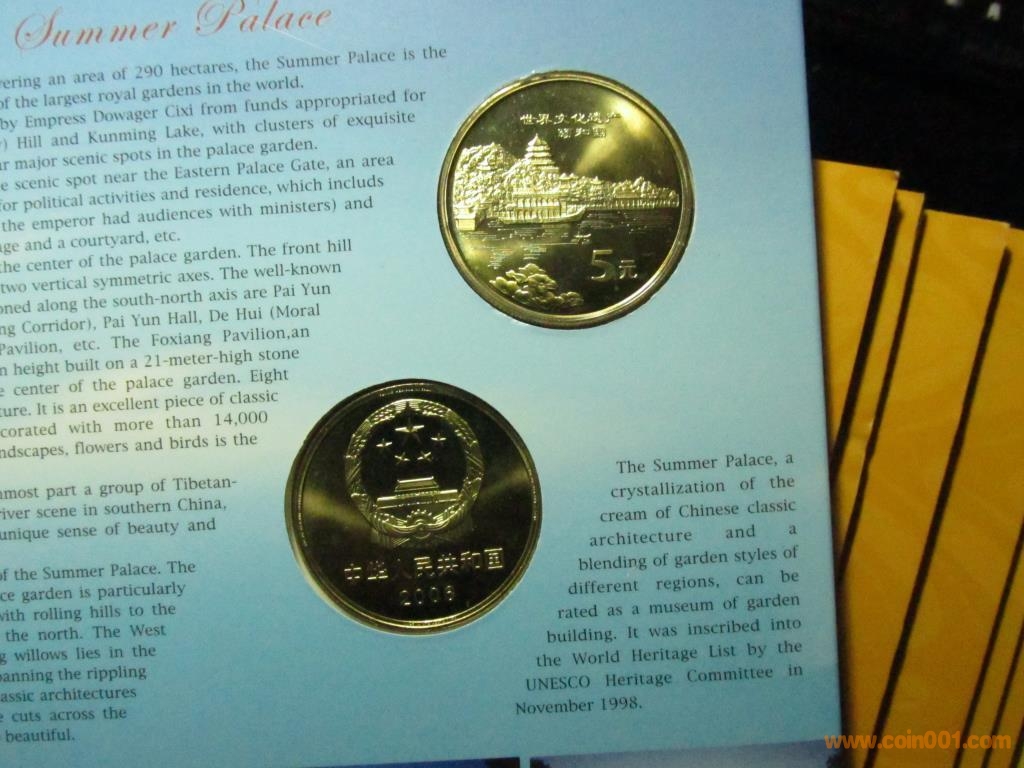 Summer Palace
vering an area of 290 hectares, the Summer Palace is the
of the largest royal gardens in the world.
by Empress Dowager Cixi from funds appropriated for
) Hill and Kunming Lake, with clusters of exquisite
ur major scenic spots in the palace garden.
e scenic spot near the Eastern Palace Gate, an area
for political activities and residence, which includs
the emperor had audiences with ministers) and
age and a courtyard, etc.
the center of the palace garden. The front hill
two vertical symmetric axes. The well-known
oned along the south-north axis are Pai Yun
ng Corridor), Pai Yun Hall, De Hui (Moral
Pavilion, etc. The Foxiang Pavilion,an
n height built on a 21-meter-high stone
e center of the palace garden. Eight
ture. It is an excellent piece of classic
corated with more than 14,000
ndscapes, flowers and birds is the
nmost part a group of Tibetan-
river scene in southern China,
unique sense of beauty and
of the Summer Palace. The
ce garden is particularly
with rolling hills to the
the north. The West
g willows lies in the
panning the rippling
assic architectures
e cuts across the
beautiful.
世界文化遗产
颐和园
5元
中华人民共和国
2006
The Summer Palace, a
crystallization of the
cream of Chinese classic
architecture and a
blending of garden styles of
different regions, can be
rated as a museum of garden
building. It was inscribed into
the World Heritage List by the
UNESCO Heritage Committee in
November 1998.
www.coin001.com